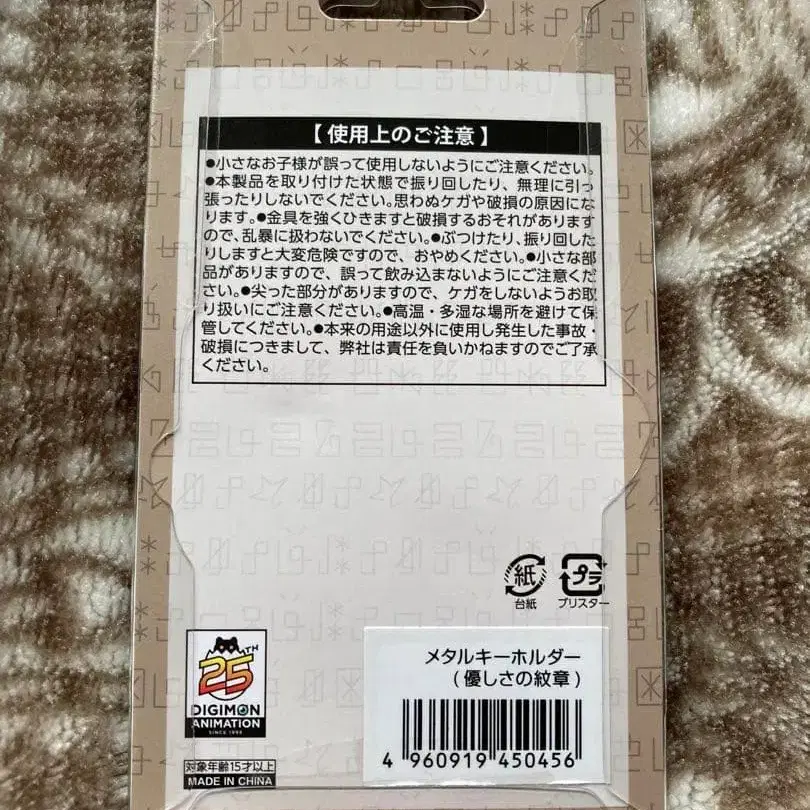 【使用上のご注意】
●小さなお子様が誤って使用しないようにご注意ください。
●本製品を取り付けた状態で振り回したり、無理に引っ
張ったりしないでください。思わぬケガや破損の原因にな
ります。●金具を強くひきますと破損するおそれがあります
ので、乱暴に扱わないでください。●ぶつけたり、振り回した
りしますと大変危険ですので、おやめください。●小さな部
品がありますので、誤って飲み込まないようにご注意くだ
さい。●尖った部分がありますので、ケガをしないようお取
り扱いにご注意ください。●高温・多湿な場所を避けて保
管してください。●本来の用途以外に使用し発生した事故・
破損につきまして、弊社は責任を負いかねますのでご了承
ください。
紙
台紙
プラ
ブリスター
25TH
DIGIMON
ANIMATION
SINCE 1999
対象年齢15才以上
MADE IN CHINA
メタルキーホルダー
(優しさの紋章)
4 960919 450456